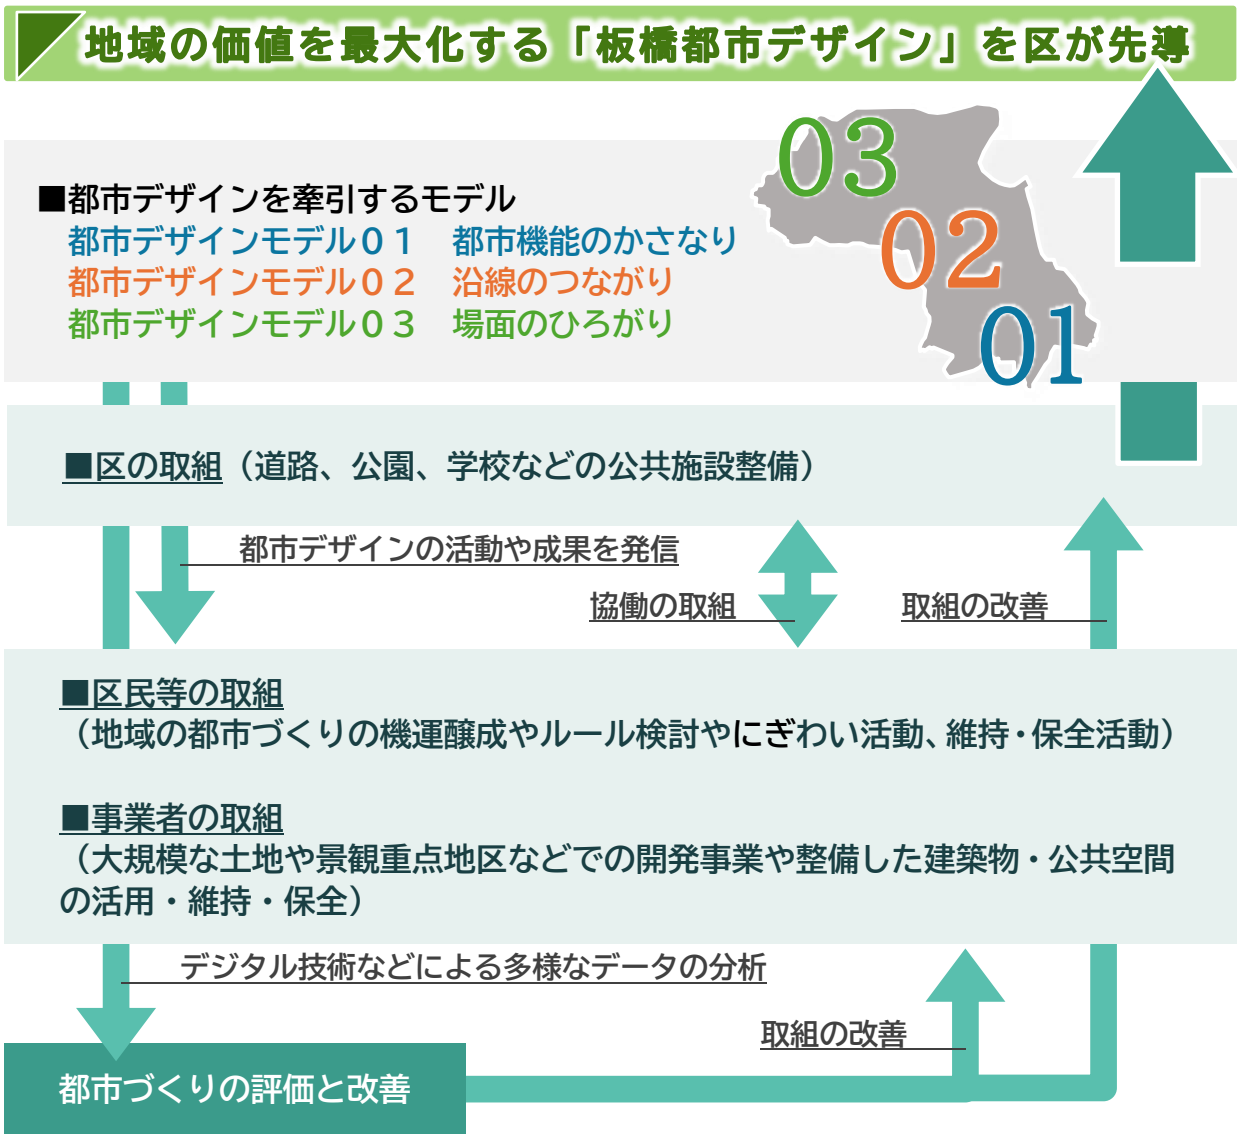 地域の価値を最大化する「板橋都市デザイン」を区が先導
■都市デザインを牽引するモデル
都市デザインモデル０１　都市機能のかさなり
都市デザインモデル０２　沿線のつながり
都市デザインモデル０３　場面のひろがり
03
02
01
■区の取組（道路、公園、学校などの公共施設整備）
都市デザインの活動や成果を発信
協働の取組
取組の改善
■区民等の取組
（地域の都市づくりの機運醸成やルール検討やにぎわい活動、維持・保全活動）
■事業者の取組
（大規模な土地や景観重点地区などでの開発事業や整備した建築物・公共空間
の活用・維持・保全）
デジタル技術などによる多様なデータの分析
取組の改善
都市づくりの評価と改善